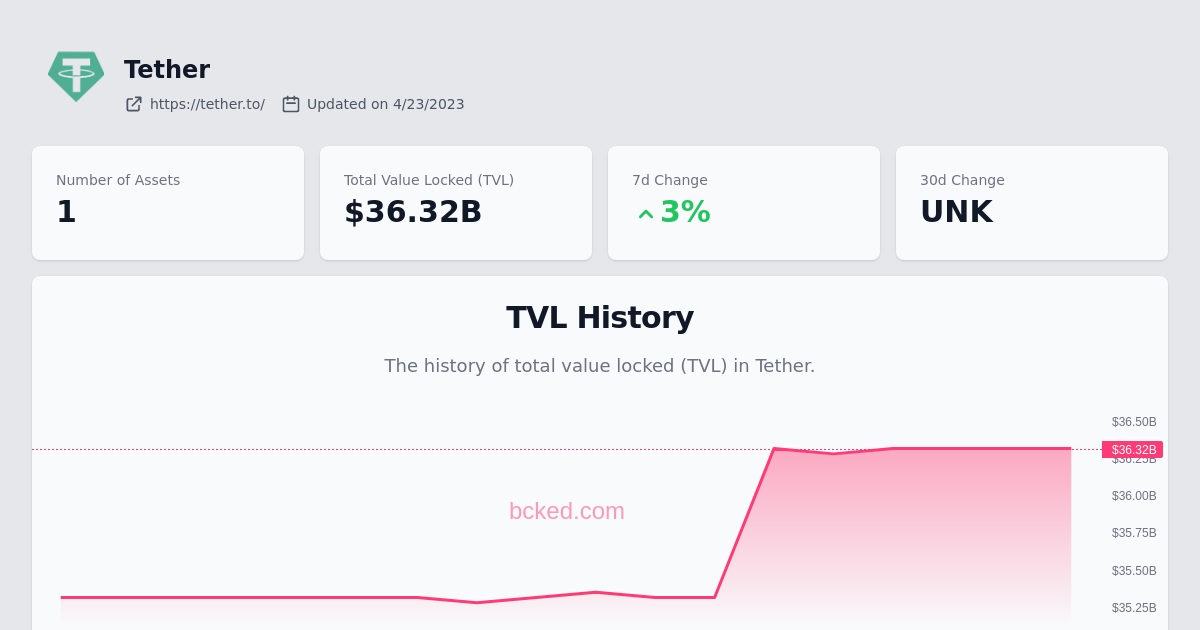 Tether
https://tether.to/ Updated on 4/23/2023
Number of Assets
1
Total Value Locked (TVL)
$36.32B
7d Change
3%
30d Change
UNK
TVL History
The history of total value locked (TVL) in Tether.
$36.50B
$36.32B
$36.25B
$36.00B
bcked.com
$35.75B
$35.50B
$35.25B